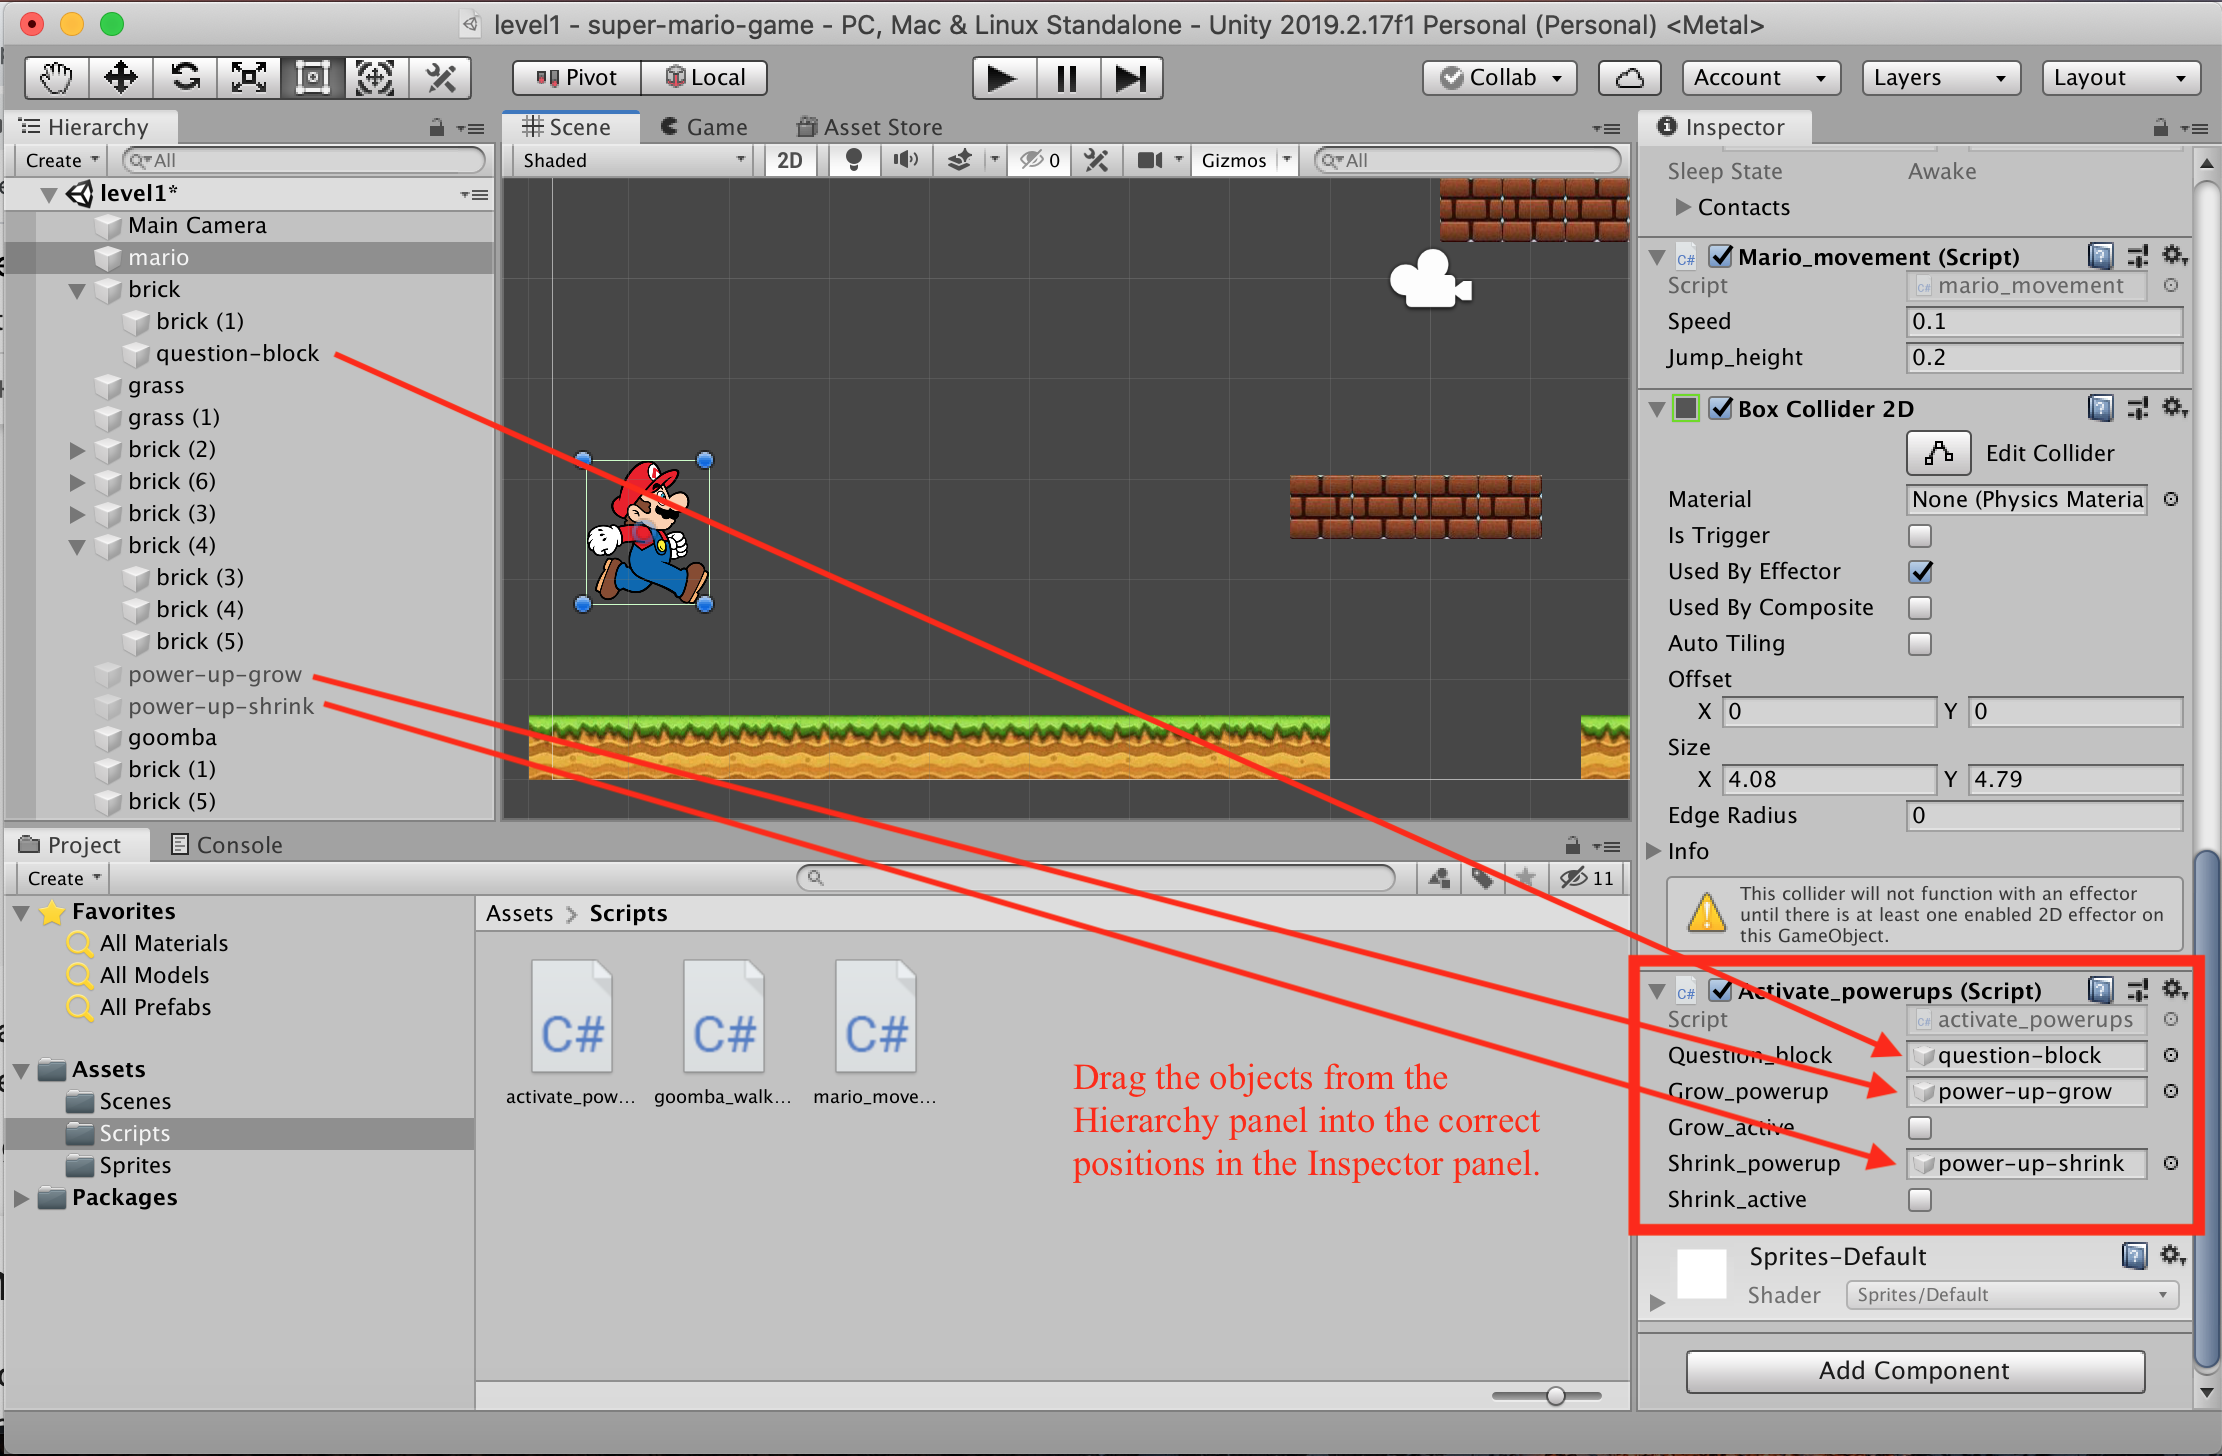 level1 - super-mario-game - PC, Mac & Linux Standalone - Unity 2019.2.17f1 Personal (Personal) <Metal>
Pivot Local Collab Account Layers Layout
Hierarchy
Create All
level1*
Main Camera
mario
brick
brick (1)
question-block
grass
grass (1)
brick (2)
brick (6)
brick (3)
brick (4)
brick (3)
brick (4)
brick (5)
power-up-grow
power-up-shrink
goomba
brick (1)
brick (5)
Scene Game Asset Store
Shaded 2D 0 Gizmos All
Inspector
Sleep State Awake
Contacts
C# Mario_movement (Script)
Script mario_movement
Speed 0.1
Jump_height 0.2
Box Collider 2D
Edit Collider
Material None (Physics Materia
Is Trigger
Used By Effector
Used By Composite
Auto Tiling
Offset
X 0 Y 0
Size
X 4.08 Y 4.79
Edge Radius 0
Info
This collider will not function with an effector
until there is at least one enabled 2D effector on
this GameObject.
C# Activate_powerups (Script)
Script activate_powerups
Question_block question-block
Grow_powerup power-up-grow
Grow_active
Shrink_powerup power-up-shrink
Shrink_active
Sprites-Default
Shader Sprites/Default
Add Component
Project Console
Create 11
Favorites
All Materials
All Models
All Prefabs
Assets
Scenes
Scripts
Sprites
Packages
Assets > Scripts
C# C# C#
activate_pow... goomba_walk... mario_move...
Drag the objects from the
Hierarchy panel into the correct
positions in the Inspector panel.